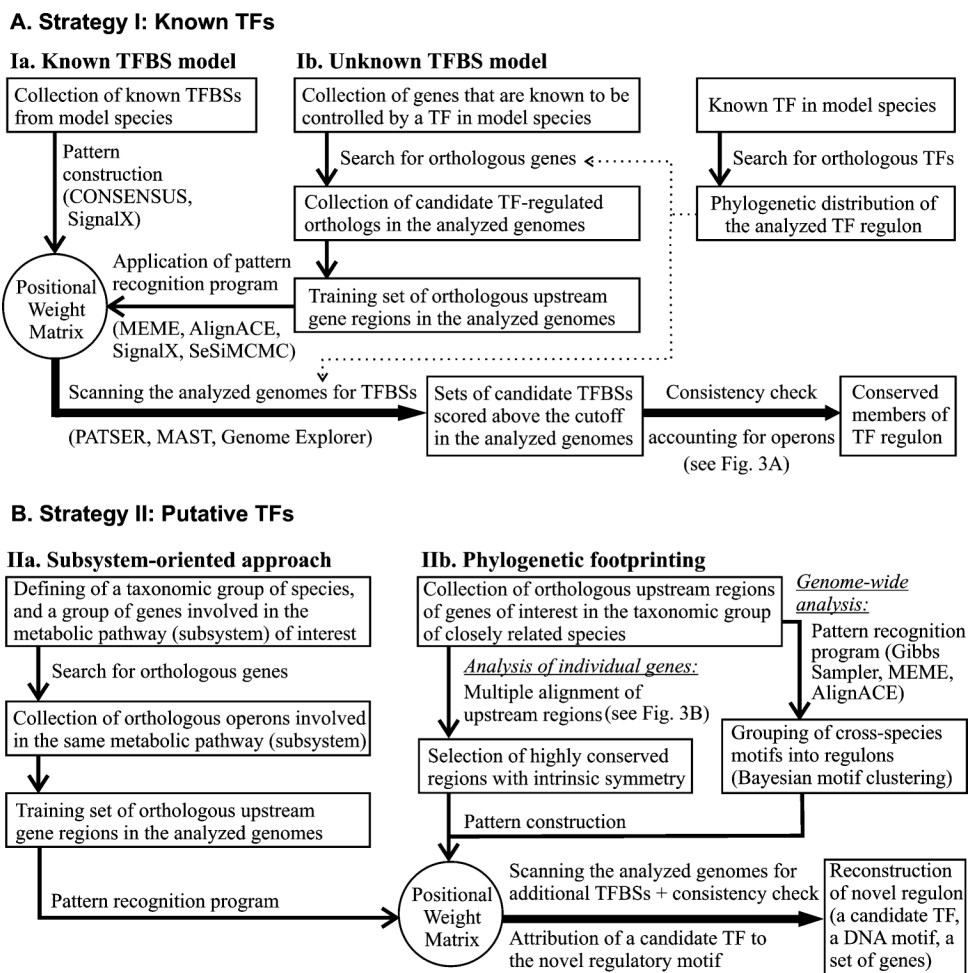 A. Strategy I: Known TFs
Ia. Known TFBS model
Collection of known TFBSs
from model species
Pattern
construction
(CONSENSUS,
SignalX)
Positional
Weight
Matrix
Ib. Unknown TFBS model
Collection of genes that are known to be
controlled by a TF in model species
Search for orthologous genes
Collection of candidate TF-regulated
orthologs in the analyzed genomes
Application of pattern
recognition program
(MEME, AlignACE,
SignalX, SeSiMCMC)
Training set of orthologous upstream
gene regions in the analyzed genomes
Known TF in model species
Search for orthologous TFs
Phylogenetic distribution of
the analyzed TF regulon
Scanning the analyzed genomes for TFBSs
(PATSER, MAST, Genome Explorer)
Sets of candidate TFBSs
scored above the cutoff
in the analyzed genomes
Consistency check
accounting for operons
(see Fig. 3A)
Conserved
members of
TF regulon
B. Strategy II: Putative TFs
IIa. Subsystem-oriented approach
Defining of a taxonomic group of species,
and a group of genes involved in the
metabolic pathway (subsystem) of interest
Search for orthologous genes
Collection of orthologous operons involved
in the same metabolic pathway (subsystem)
Training set of orthologous upstream
gene regions in the analyzed genomes
Pattern recognition program
IIb. Phylogenetic footprinting
Collection of orthologous upstream regions
of genes of interest in the taxonomic group
of closely related species
Analysis of individual genes:
Multiple alignment of
upstream regions (see Fig. 3B)
Selection of highly conserved
regions with intrinsic symmetry
Genome-wide
analysis:
Pattern recognition
program (Gibbs
Sampler, MEME,
AlignACE)
Grouping of cross-species
motifs into regulons
(Bayesian motif clustering)
Pattern construction
Positional
Weight
Matrix
Scanning the analyzed genomes for
additional TFBSs + consistency check
Attribution of a candidate TF to
the novel regulatory motif
Reconstruction
of novel regulon
(a candidate TF,
a DNA motif, a
set of genes)